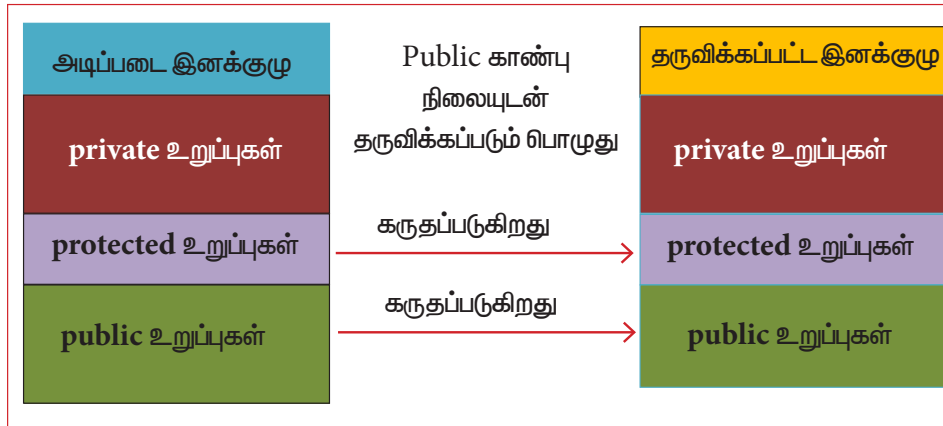 அடிப்படை இனக்குழு
private உறுப்புகள்
protected உறுப்புகள்
public உறுப்புகள்
Public காண்பு
நிலையுடன்
தருவிக்கப்படும் பொழுது
கருதப்படுகிறது
கருதப்படுகிறது
தருவிக்கப்பட்ட இனக்குழு
private உறுப்புகள்
protected உறுப்புகள்
public உறுப்புகள்